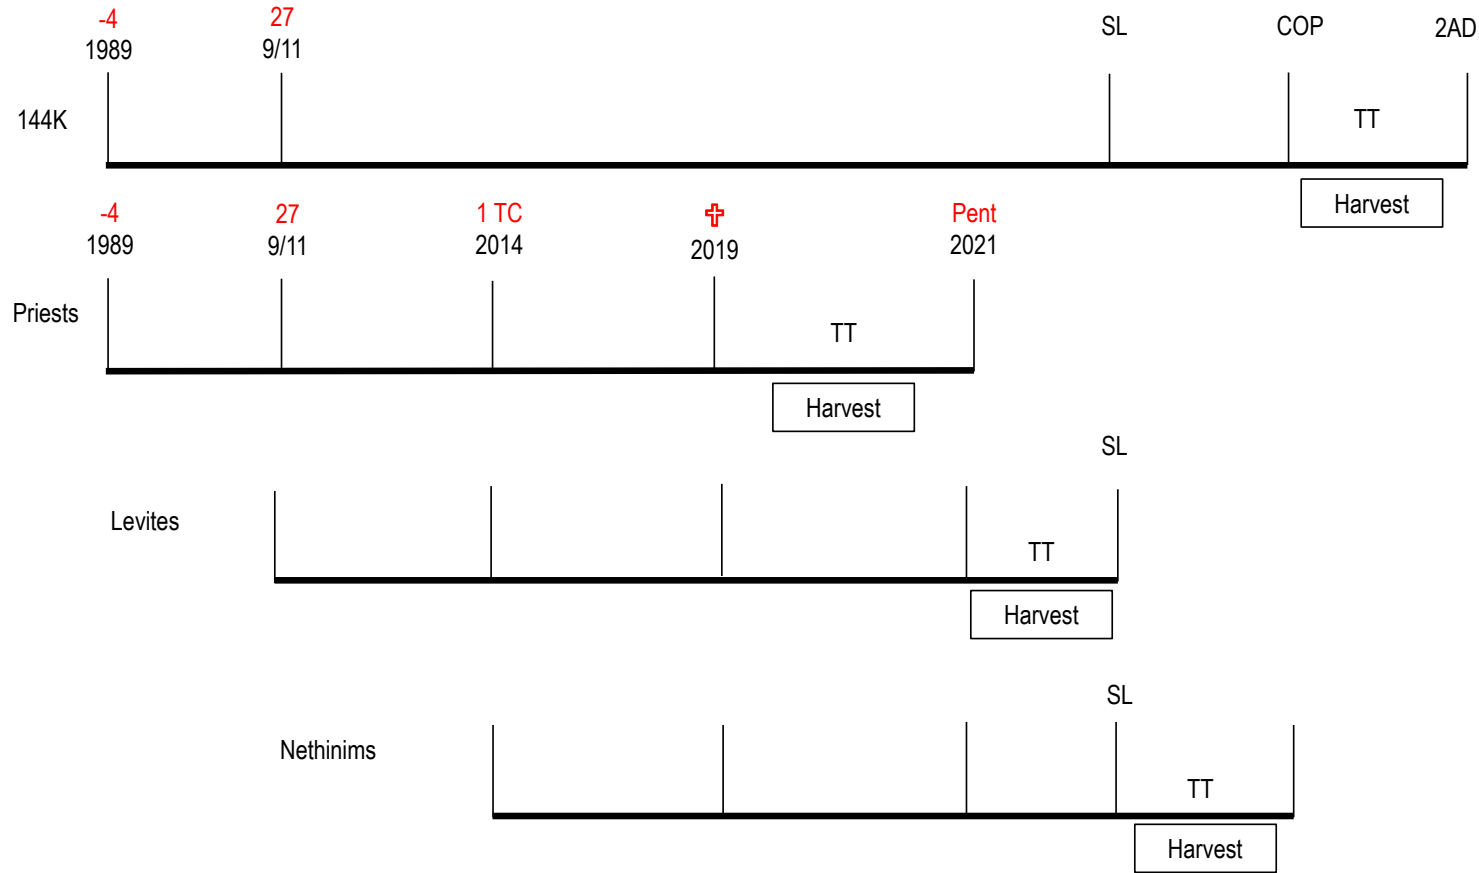 -4 27 SL COP 2AD
1989 9/11
144K TT
Harvest
-4 27 1 TC Pent
1989 9/11 2014 2019 2021
Priests
TT
Harvest
SL
Levites
TT
Harvest
SL
Nethinims
TT
Harvest